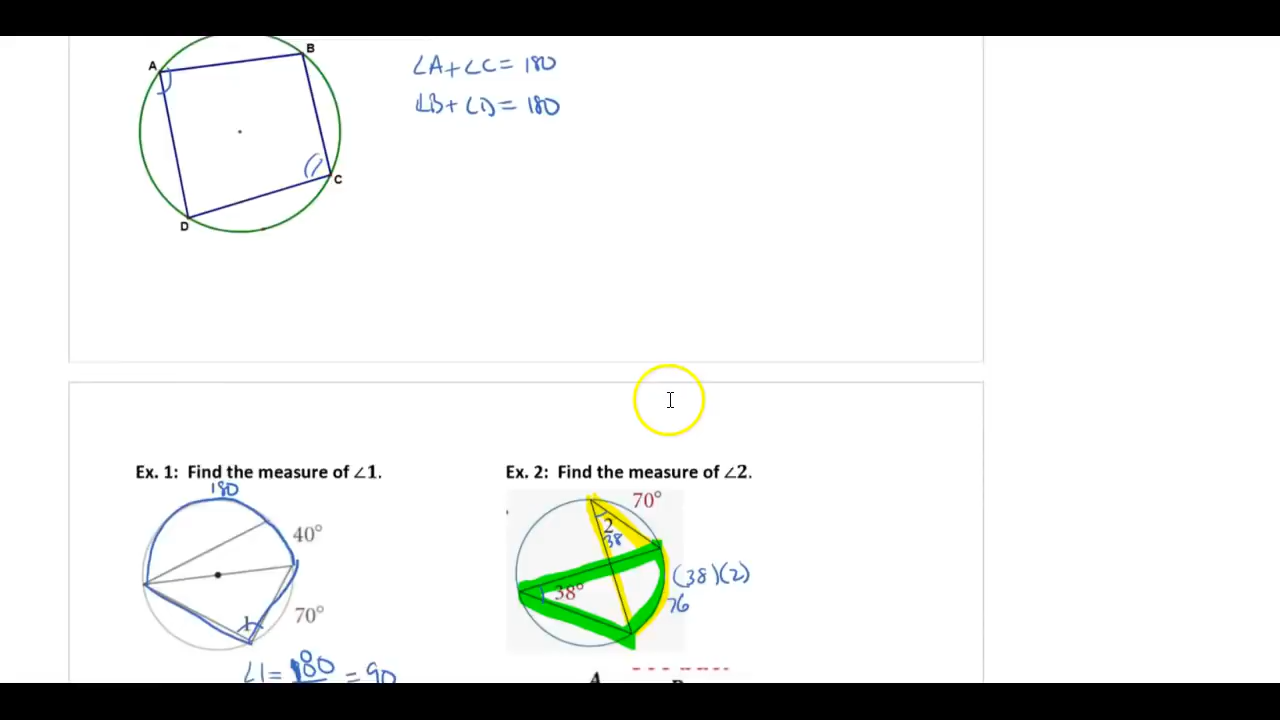 B
A
∠A+∠C= 180
∠B+∠D= 180
C
D
Ex. 1: Find the measure of ∠1.
Ex. 2: Find the measure of ∠2.
180
40°
70°
1
∠1= 180 = 90
70°
2
38
38°
(38)(2)
76
A